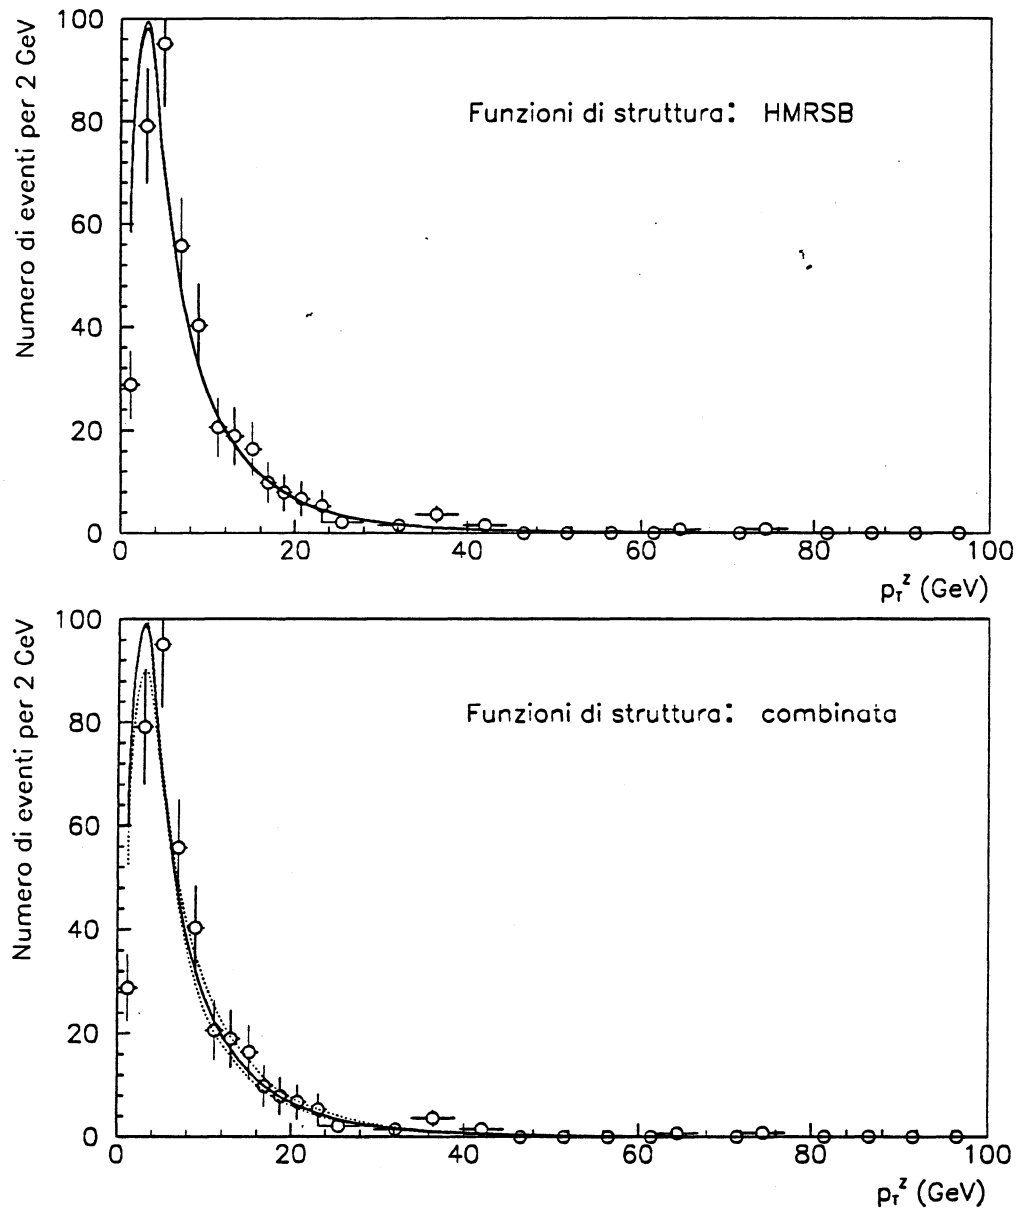 Numero di eventi per 2 GeV
100
80
60
40
20
0
Funzioni di struttura: HMRSB
0 20 40 60 80 100
p_T^Z (GeV)
Numero di eventi per 2 GeV
100
80
60
40
20
0
Funzioni di struttura: combinata
0 20 40 60 80 100
p_T^Z (GeV)